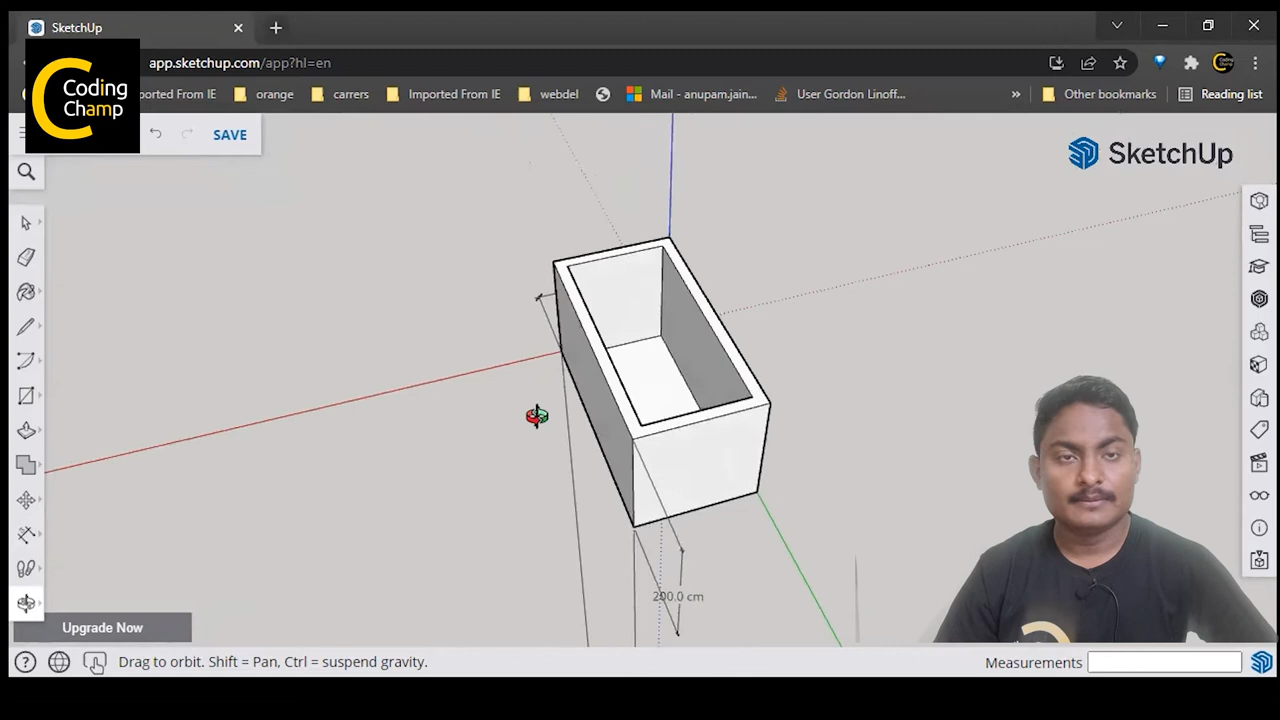 SketchUp
Coding
Champ
app.sketchup.com/app?hl=en
mported From IE
orange
carrers
Imported From IE
webdel
Mail - anupam.jain...
User Gordon Linoff...
»
Other bookmarks
Reading list
SAVE
SketchUp
200.0 cm
Upgrade Now
Drag to orbit. Shift = Pan, Ctrl = suspend gravity.
Measurements